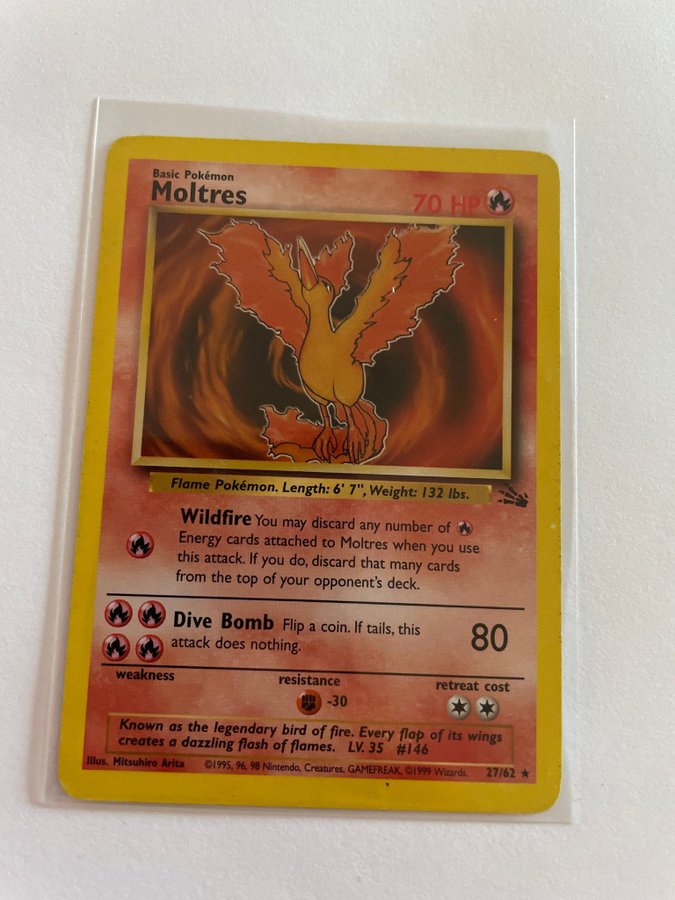 Basic Pokémon
Moltres
70 HP
Flame Pokémon. Length: 6' 7", Weight: 132 lbs.
Wildfire You may discard any number of
Energy cards attached to Moltres when you use
this attack. If you do, discard that many cards
from the top of your opponent's deck.
Dive Bomb Flip a coin. If tails, this
attack does nothing.
80
weakness
resistance
retreat cost
-30
Known as the legendary bird of fire. Every flap of its wings
creates a dazzling flash of flames. LV. 35 #146
Illus. Mitsuhiro Arita
©1995, 96, 98 Nintendo, Creatures, GAMEFREAK, ©1999 Wizards.
27/62 ★